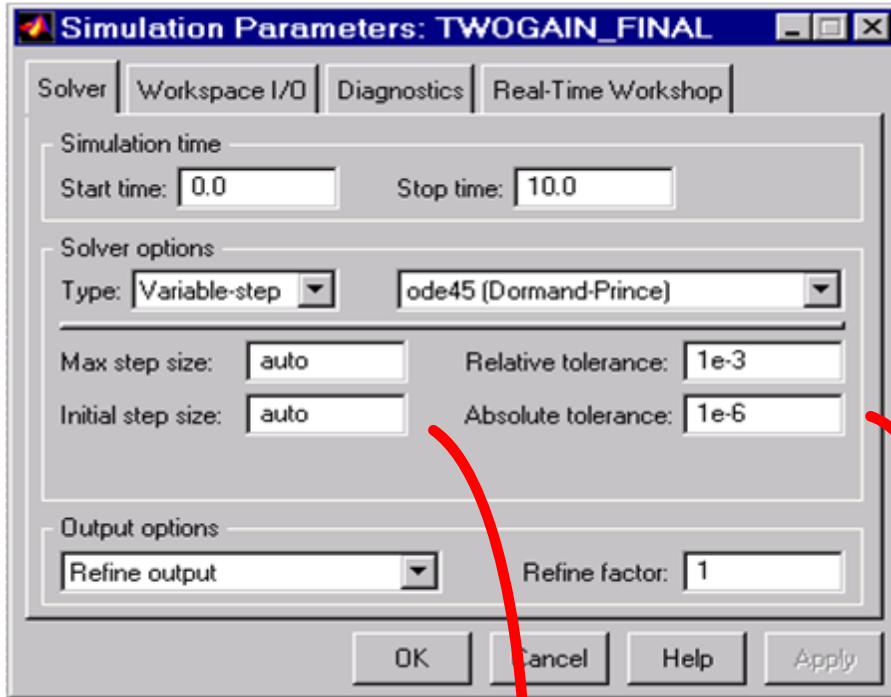 Simulation Parameters: TWOGAIN_FINAL
Solver Workspace I/O Diagnostics Real-Time Workshop
Simulation time
Start time: 0.0 Stop time: 10.0
Solver options
Type: Variable-step ode45 (Dormand-Prince)
Max step size: auto Relative tolerance: 1e-3
Initial step size: auto Absolute tolerance: 1e-6
Output options
Refine output Refine factor: 1
OK Cancel Help Apply